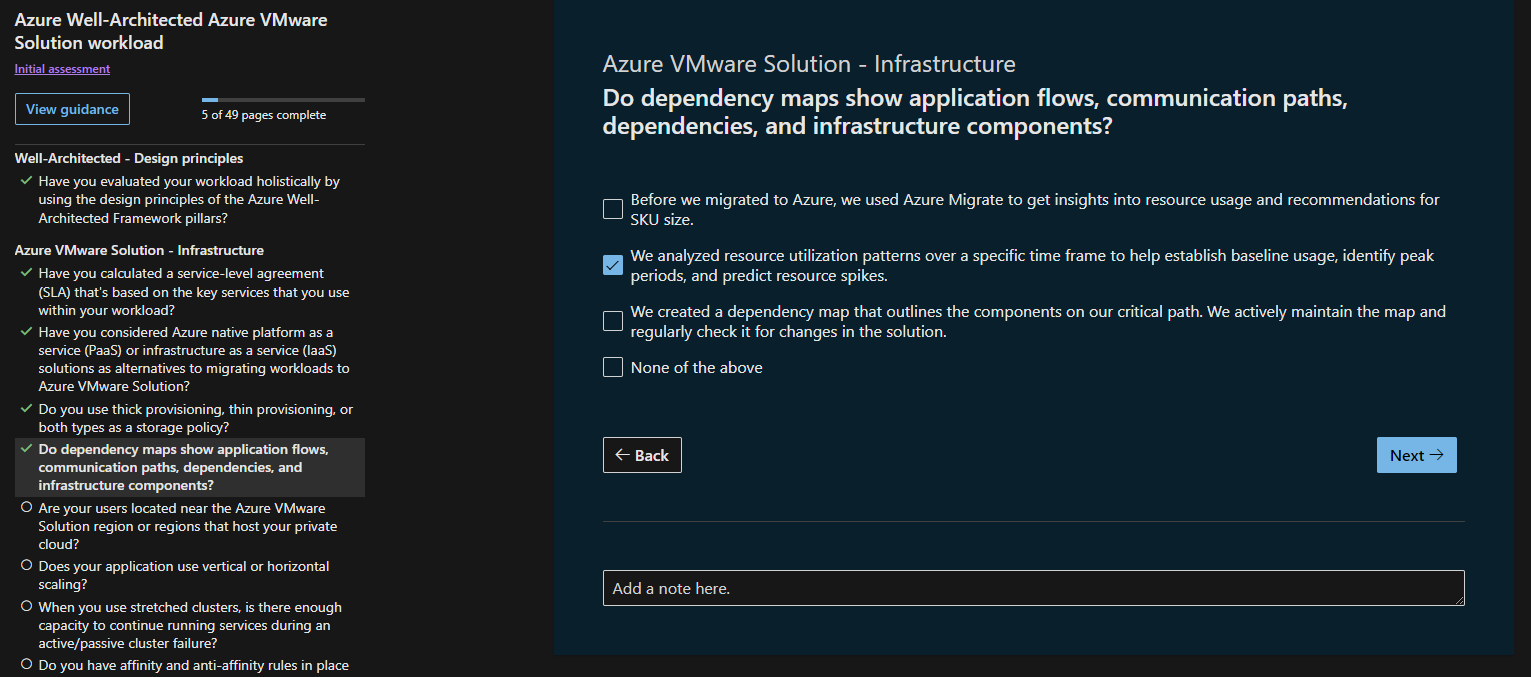 Azure Well-Architected Azure VMware
Solution workload
Initial assessment
View guidance
5 of 49 pages complete
Well-Architected - Design principles
Have you evaluated your workload holistically by
using the design principles of the Azure Well-
Architected Framework pillars?
Azure VMware Solution - Infrastructure
Have you calculated a service-level agreement
(SLA) that's based on the key services that you use
within your workload?
Have you considered Azure native platform as a
service (PaaS) or infrastructure as a service (IaaS)
solutions as alternatives to migrating workloads to
Azure VMware Solution?
Do you use thick provisioning, thin provisioning, or
both types as a storage policy?
Do dependency maps show application flows,
communication paths, dependencies, and
infrastructure components?
Are your users located near the Azure VMware
Solution region or regions that host your private
cloud?
Does your application use vertical or horizontal
scaling?
When you use stretched clusters, is there enough
capacity to continue running services during an
active/passive cluster failure?
Do you have affinity and anti-affinity rules in place
Azure VMware Solution - Infrastructure
Do dependency maps show application flows, communication paths,
dependencies, and infrastructure components?
Before we migrated to Azure, we used Azure Migrate to get insights into resource usage and recommendations for
SKU size.
We analyzed resource utilization patterns over a specific time frame to help establish baseline usage, identify peak
periods, and predict resource spikes.
We created a dependency map that outlines the components on our critical path. We actively maintain the map and
regularly check it for changes in the solution.
None of the above
Back
Next
Add a note here.